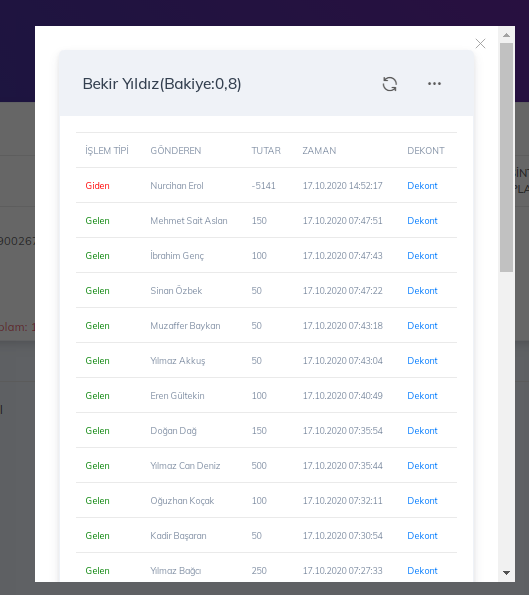 Bekir Yıldız(Bakiye:0,8)
İŞLEM TİPİ GÖNDEREN TUTAR ZAMAN DEKONT
Giden Nurcihan Erol -5141 17.10.2020 14:52:17 Dekont
Gelen Mehmet Sait Aslan 150 17.10.2020 07:47:51 Dekont
Gelen İbrahim Genç 100 17.10.2020 07:47:43 Dekont
Gelen Sinan Özbek 50 17.10.2020 07:47:22 Dekont
Gelen Muzaffer Baykan 50 17.10.2020 07:43:18 Dekont
Gelen Yılmaz Akkuş 50 17.10.2020 07:43:04 Dekont
Gelen Eren Gültekin 100 17.10.2020 07:40:49 Dekont
Gelen Doğan Dağ 150 17.10.2020 07:35:54 Dekont
Gelen Yılmaz Can Deniz 500 17.10.2020 07:35:44 Dekont
Gelen Oğuzhan Koçak 100 17.10.2020 07:32:11 Dekont
Gelen Kadir Başaran 50 17.10.2020 07:30:54 Dekont
Gelen Yılmaz Bağcı 250 17.10.2020 07:27:33 Dekont